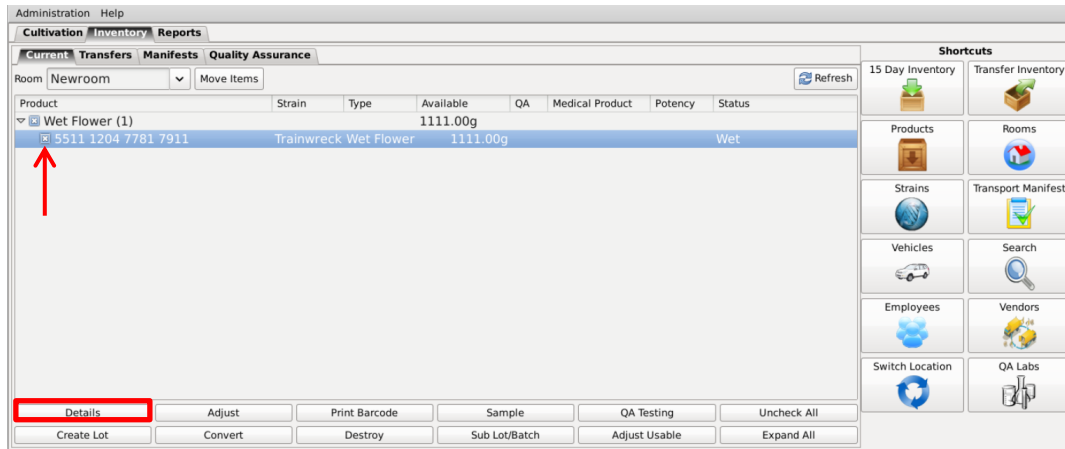 Administration Help
Cultivation Inventory Reports
Current Transfers Manifests Quality Assurance
Room Newroom Move Items Refresh
Product Strain Type Available QA Medical Product Potency Status
Wet Flower (1) 1111.00g
5511 1204 7781 7911 Trainwreck Wet Flower 1111.00g Wet
Details Adjust Print Barcode Sample QA Testing Uncheck All
Create Lot Convert Destroy Sub Lot/Batch Adjust Usable Expand All
Shortcuts
15 Day Inventory Transfer Inventory
Products Rooms
Strains Transport Manifest
Vehicles Search
Employees Vendors
Switch Location QA Labs